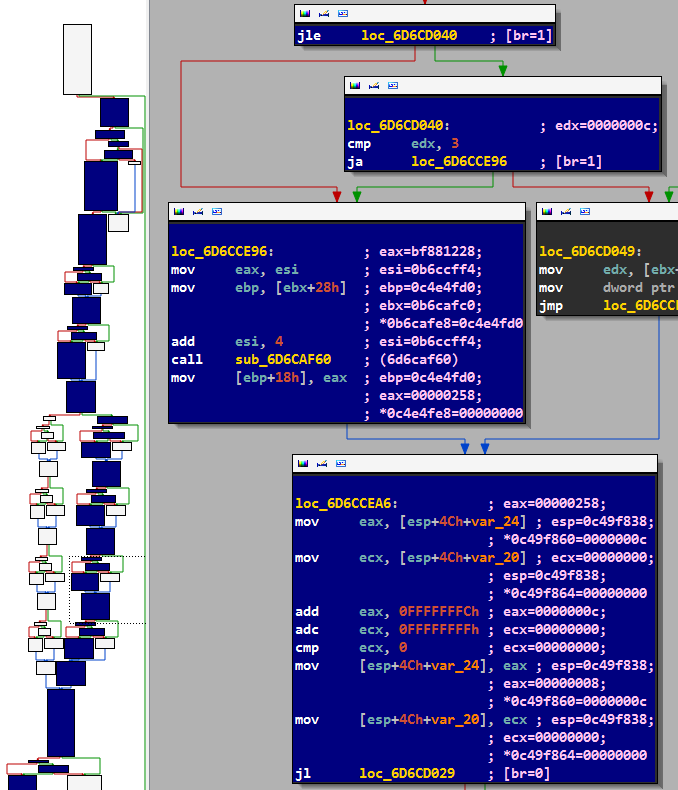 jle     loc_6D6CD040    ; [br=1]
loc_6D6CD040:           ; edx=0000000c;
cmp     edx, 3
ja      loc_6D6CCE96    ; [br=1]
loc_6D6CCE96:           ; eax=bf881228;
mov     eax, esi        ; esi=0b6ccff4;
mov     ebp, [ebx+28h]  ; ebp=0c4e4fd0;
; ebx=0b6cafc0;
; *0b6cafe8=0c4e4fd0
add     esi, 4          ; esi=0b6ccff4;
call    sub_6D6CAF60    ; (6d6caf60)
mov     [ebp+18h], eax  ; ebp=0c4e4fd0;
; eax=00000258;
; *0c4e4fe8=00000000
loc_6D6CD049:
mov     edx, [ebx-
mov     dword ptr
jmp
loc_6D6CCEA6:           ; eax=00000258;
mov     eax, [esp+4Ch+var_24] ; esp=0c49f838;
; *0c49f860=0000000c
mov     ecx, [esp+4Ch+var_20] ; ecx=00000000;
; esp=0c49f838;
; *0c49f864=00000000
add     eax, 0FFFFFFFCh ; eax=0000000c;
adc     ecx, 0FFFFFFFFh ; ecx=00000000;
cmp     ecx, 0          ; ecx=00000000;
mov     [esp+4Ch+var_24], eax ; esp=0c49f838;
; eax=00000008;
; *0c49f860=0000000c
mov     [esp+4Ch+var_20], ecx ; esp=0c49f838;
; ecx=00000000;
; *0c49f864=00000000
jl      loc_6D6CD029    ; [br=0]